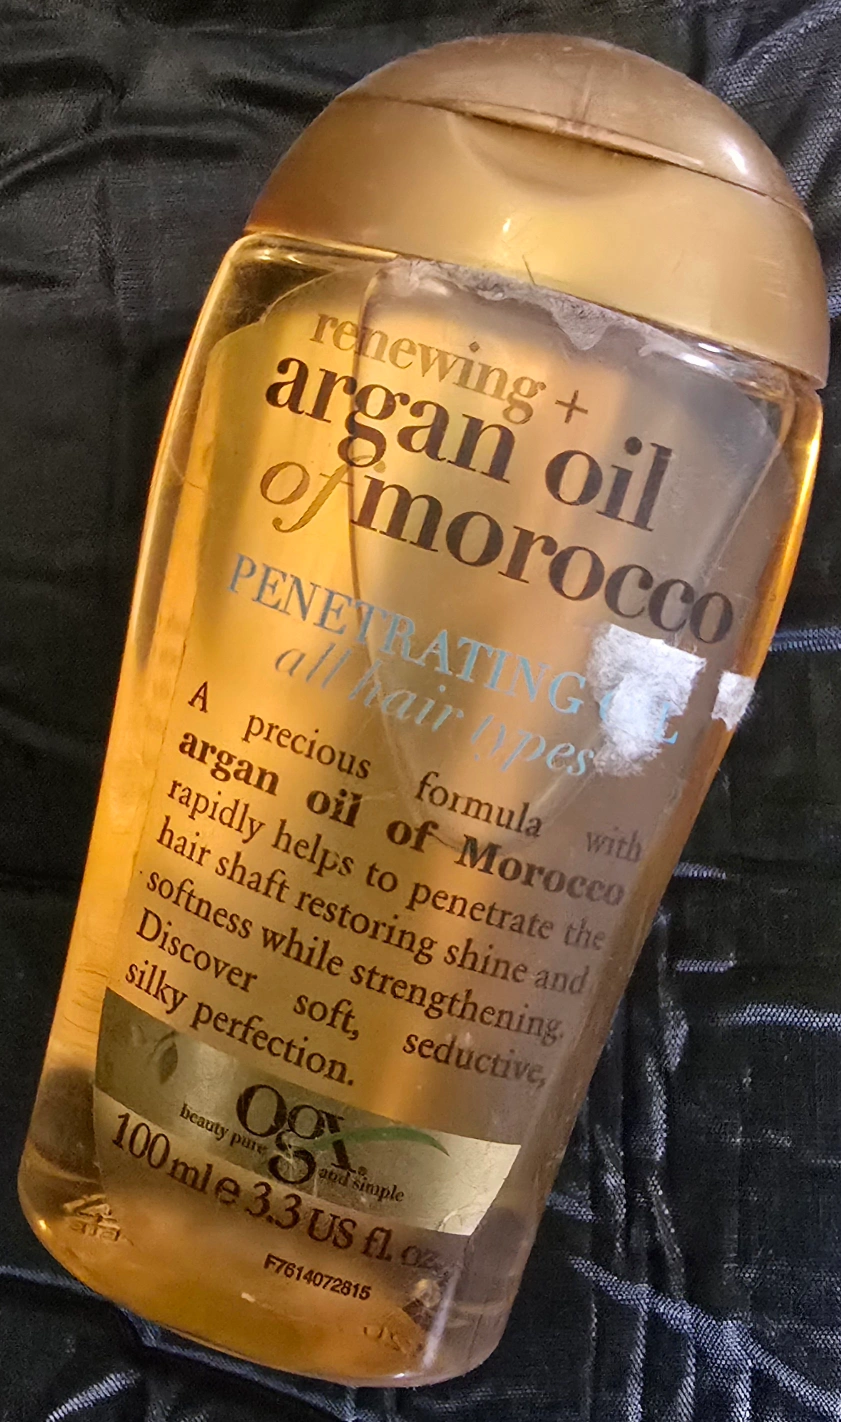 renewing +
argan oil
of morocco
PENETRATING OIL
all hair types
A precious formula with
argan oil of Morocco
rapidly helps to penetrate the
hair shaft restoring shine and
softness while strengthening.
Discover soft, seductive,
silky perfection.
ogx®
beauty pure and simple
100 ml e 3.3 US fl. oz.
F7614072815